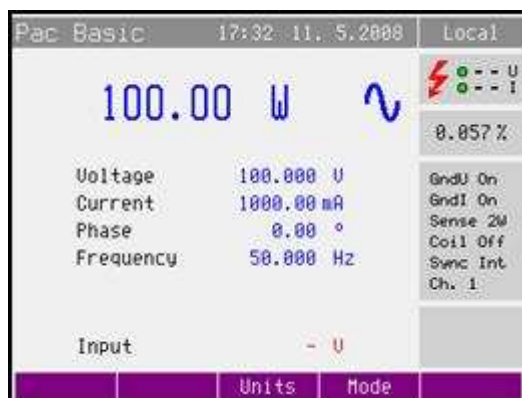 Pac Basic 17:32 11. 5.2008 Local
U
I
100.00 W
0.057 %
Voltage 100.000 V
Current 1000.00 mA
Phase 0.00 °
Frequency 50.000 Hz
GndU On
GndI On
Sense 2W
Coil Off
Sync Int
Ch. 1
Input - V
Units Mode